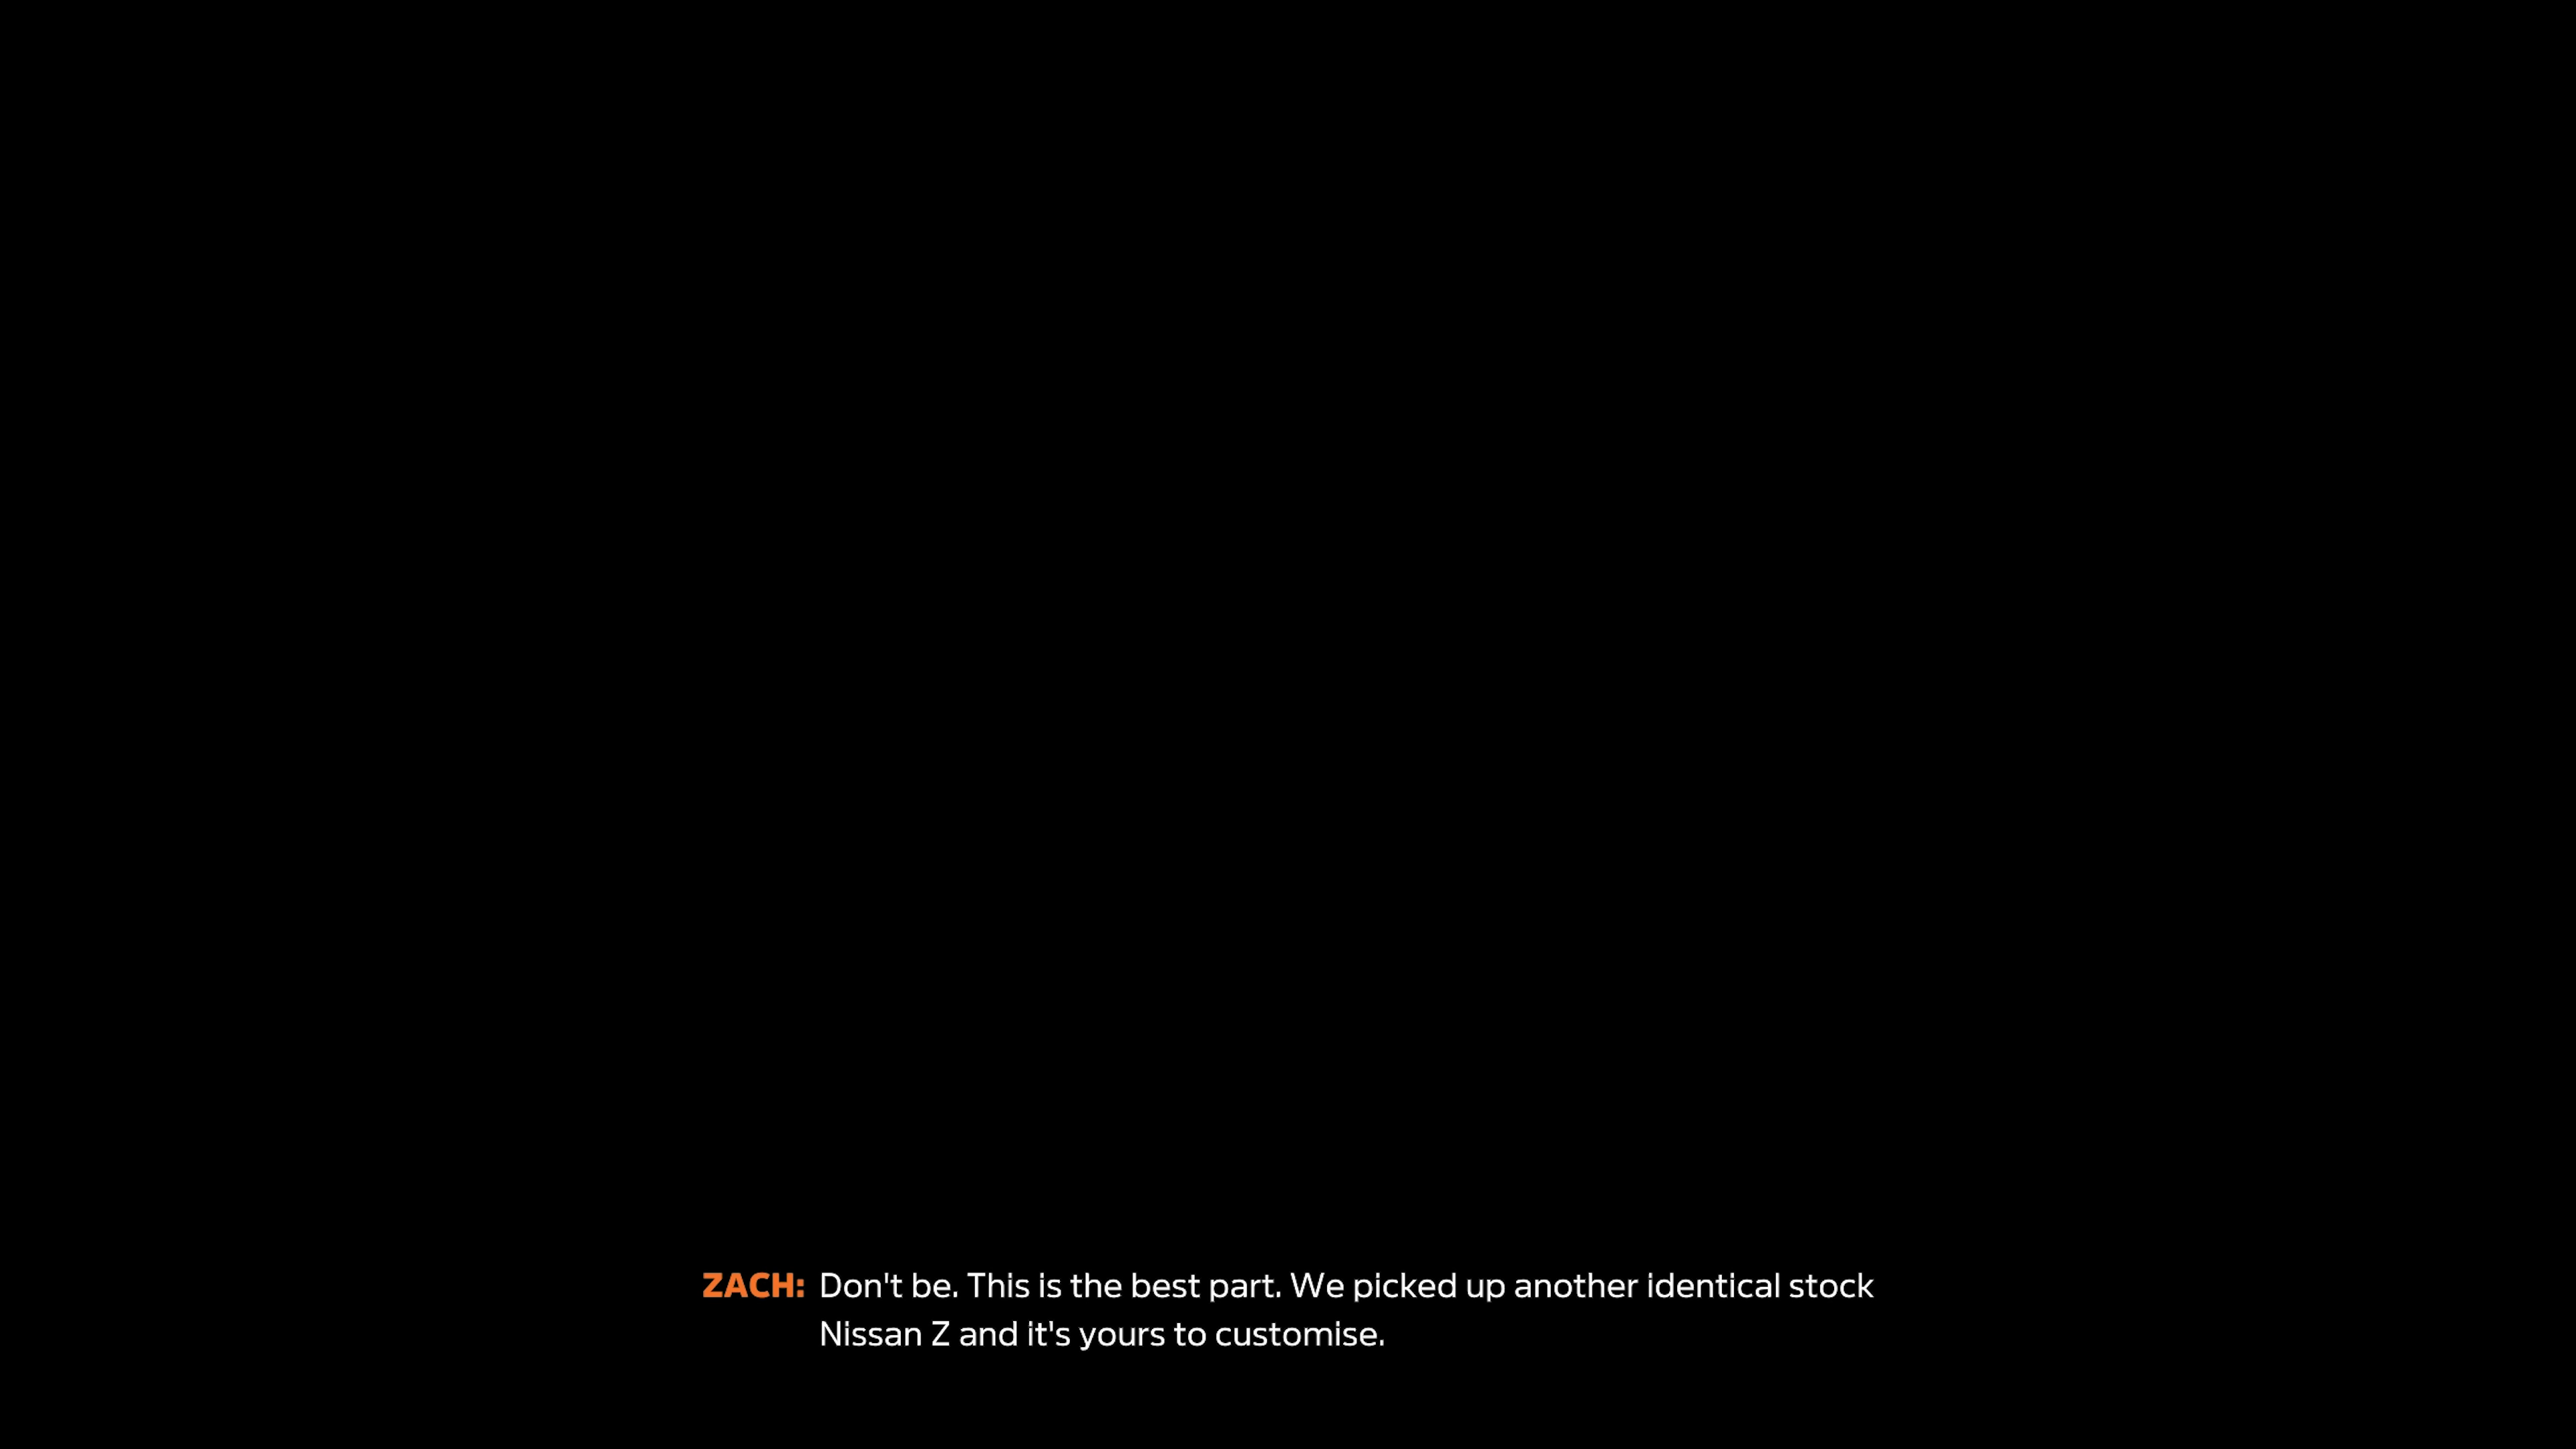 ZACH: Don't be. This is the best part. We picked up another identical stock
Nissan Z and it's yours to customise.